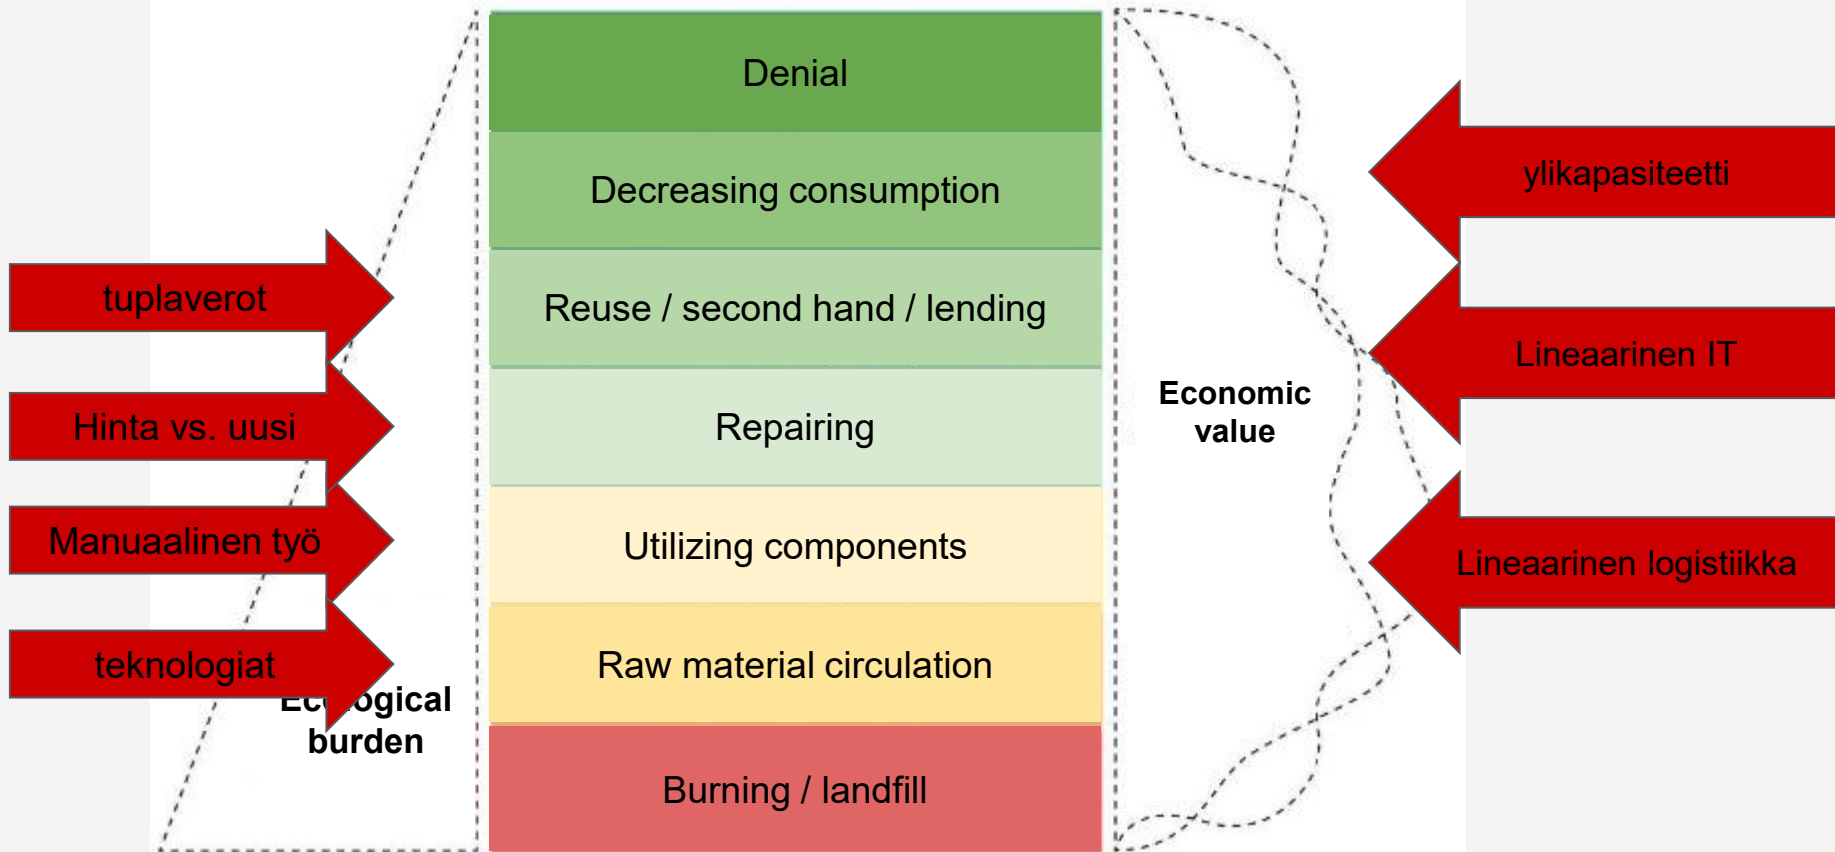 Denial
Decreasing consumption
Reuse / second hand / lending
Repairing
Utilizing components
Raw material circulation
Burning / landfill
tuplaverot
Hinta vs. uusi
Manuaalinen työ
teknologiat
Ecological
burden
Economic
value
ylikapasiteetti
Lineaarinen IT
Lineaarinen logistiikka